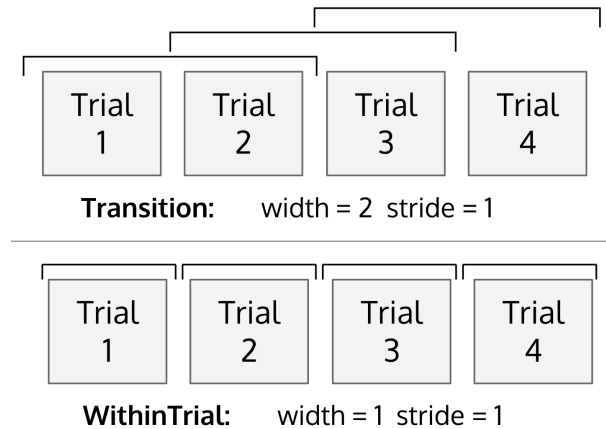 Trial Trial Trial Trial
1 2 3 4
Transition: width = 2 stride = 1
Trial Trial Trial Trial
1 2 3 4
WithinTrial: width = 1 stride = 1